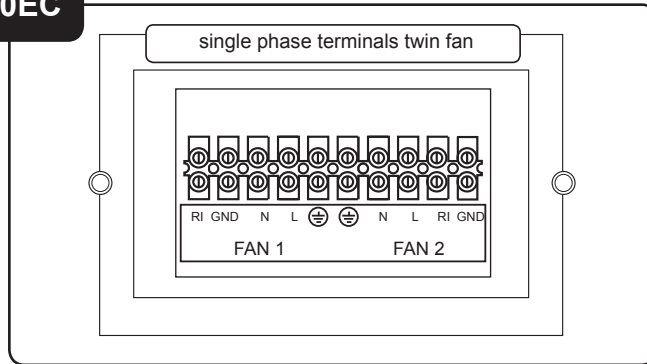 0EC
single phase terminals twin fan
RI GND N L N L RI GND
FAN 1 FAN 2